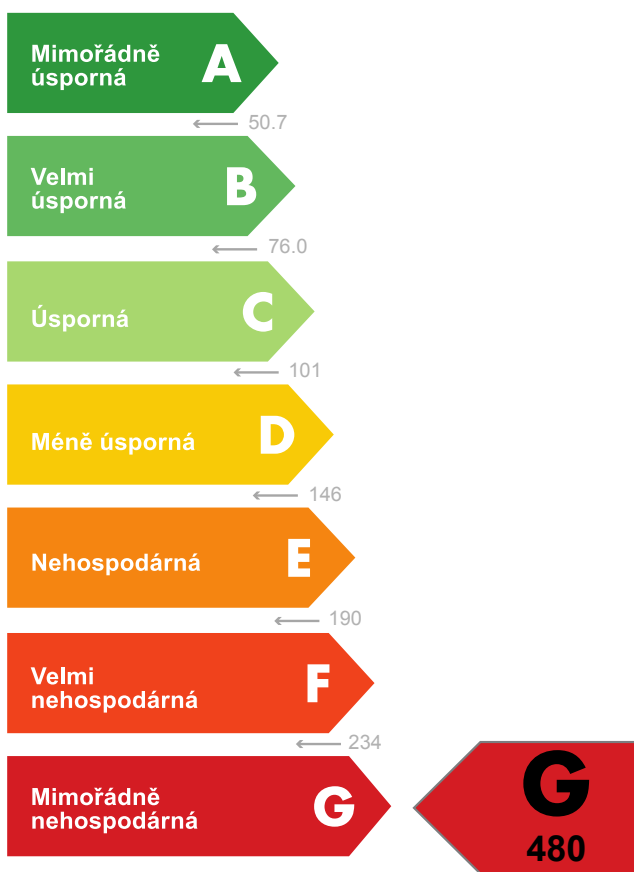 Mimořádně
úsporná
A
← 50.7
Velmi
úsporná
B
← 76.0
Úsporná
C
← 101
Méně úsporná
D
← 146
Nehospodárná
E
← 190
Velmi
nehospodárná
F
← 234
Mimořádně
nehospodárná
G
G
480